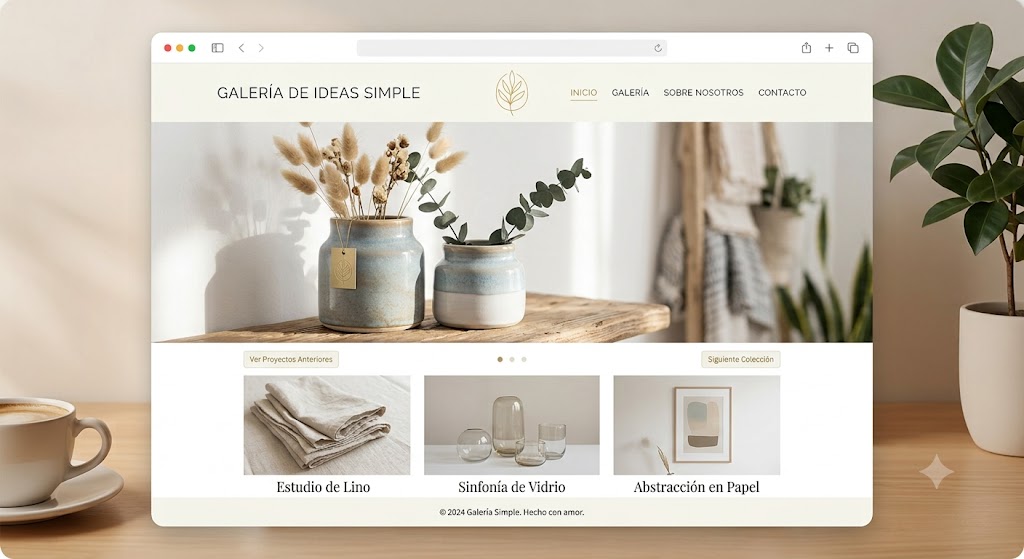 GALERÍA DE IDEAS SIMPLE
INICIO GALERÍA SOBRE NOSOTROS CONTACTO
Ver Proyectos Anteriores
Siguiente Colección
Estudio de Lino
Sinfonía de Vidrio
Abstracción en Papel
© 2024 Galería Simple. Hecho con amor.